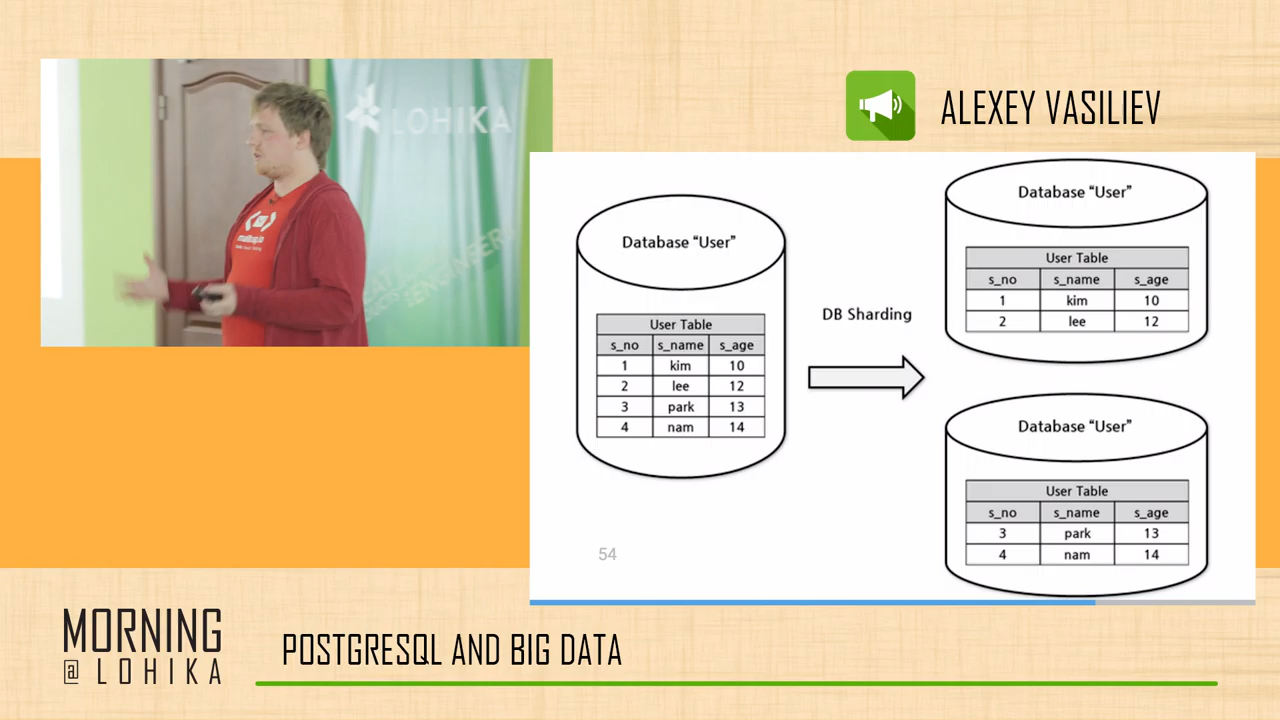 LOHIKA
ALEXEY VASILIEV
Database “User”
User Table
s_no s_name s_age
1 kim 10
2 lee 12
3 park 13
4 nam 14
DB Sharding
Database “User”
User Table
s_no s_name s_age
1 kim 10
2 lee 12
Database “User”
User Table
s_no s_name s_age
3 park 13
4 nam 14
54
MORNING
@ LOHIKA
POSTGRESQL AND BIG DATA